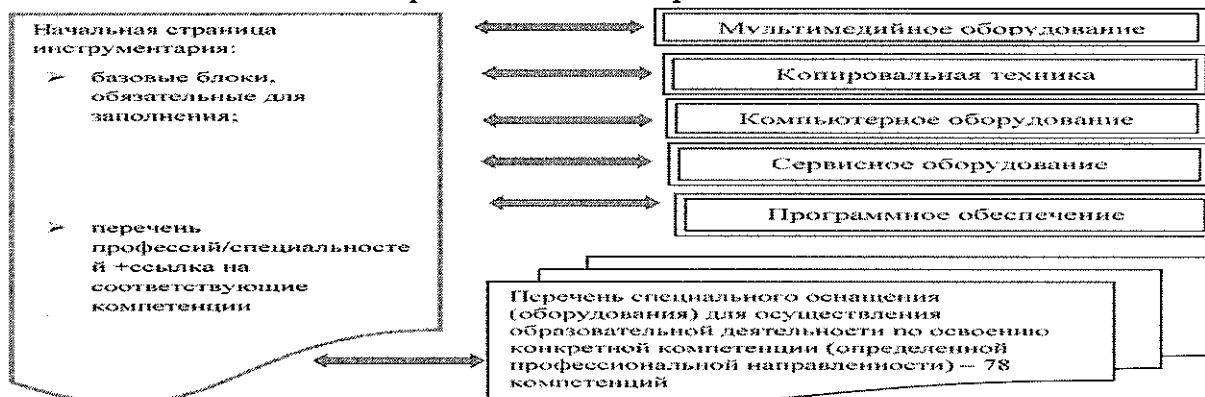 Начальная страница
инструментария:
➢ базовые блоки,
обязательные для
заполнения;
➢ перечень
профессий/специальносте
й +ссылка на
соответствующие
компетенции
Мультимедийное оборудование
Копировальная техника
Компьютерное оборудование
Сервисное оборудование
Программное обеспечение
Перечень специального оснащения
(оборудования) для осуществления
образовательной деятельности по освоению
конкретной компетенции (определенной
профессиональной направленности) – 78
компетенций